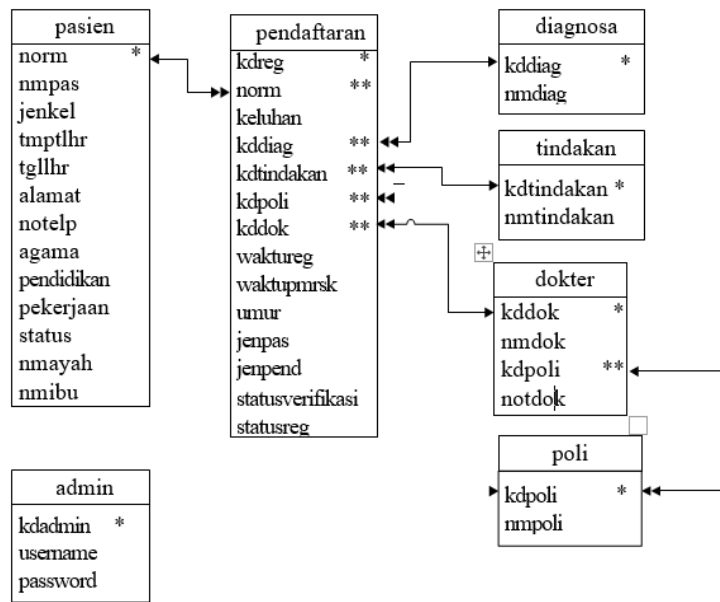 pasien
norm *
nmpas
jenkel
tmptlhr
tgllhr
alamat
notelp
agama
pendidikan
pekerjaan
status
nmayah
nmibu
pendaftaran
kdreg *
norm **
keluhan
kddiag **
kdtindakan **
kdpoli **
kddok **
waktureg
waktupmrsk
umur
jenpas
jenpend
statusverifikasi
statusreg
diagnosa
kddiag *
nmdiag
tindakan
kdtindakan *
nmtindakan
dokter
kddok *
nmdok
kdpoli **
notdok
poli
kdpoli *
nmpoli
admin
kdadmin *
username
password